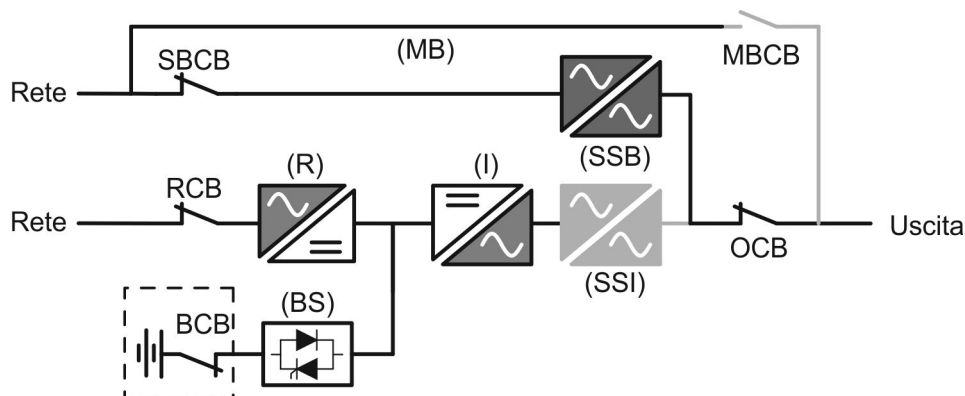 (MB)
MBCB
SBCB
Rete
(SSB)
(R)
(I)
RCB
Rete
Uscita
OCB
(SSI)
(BS)
BCB